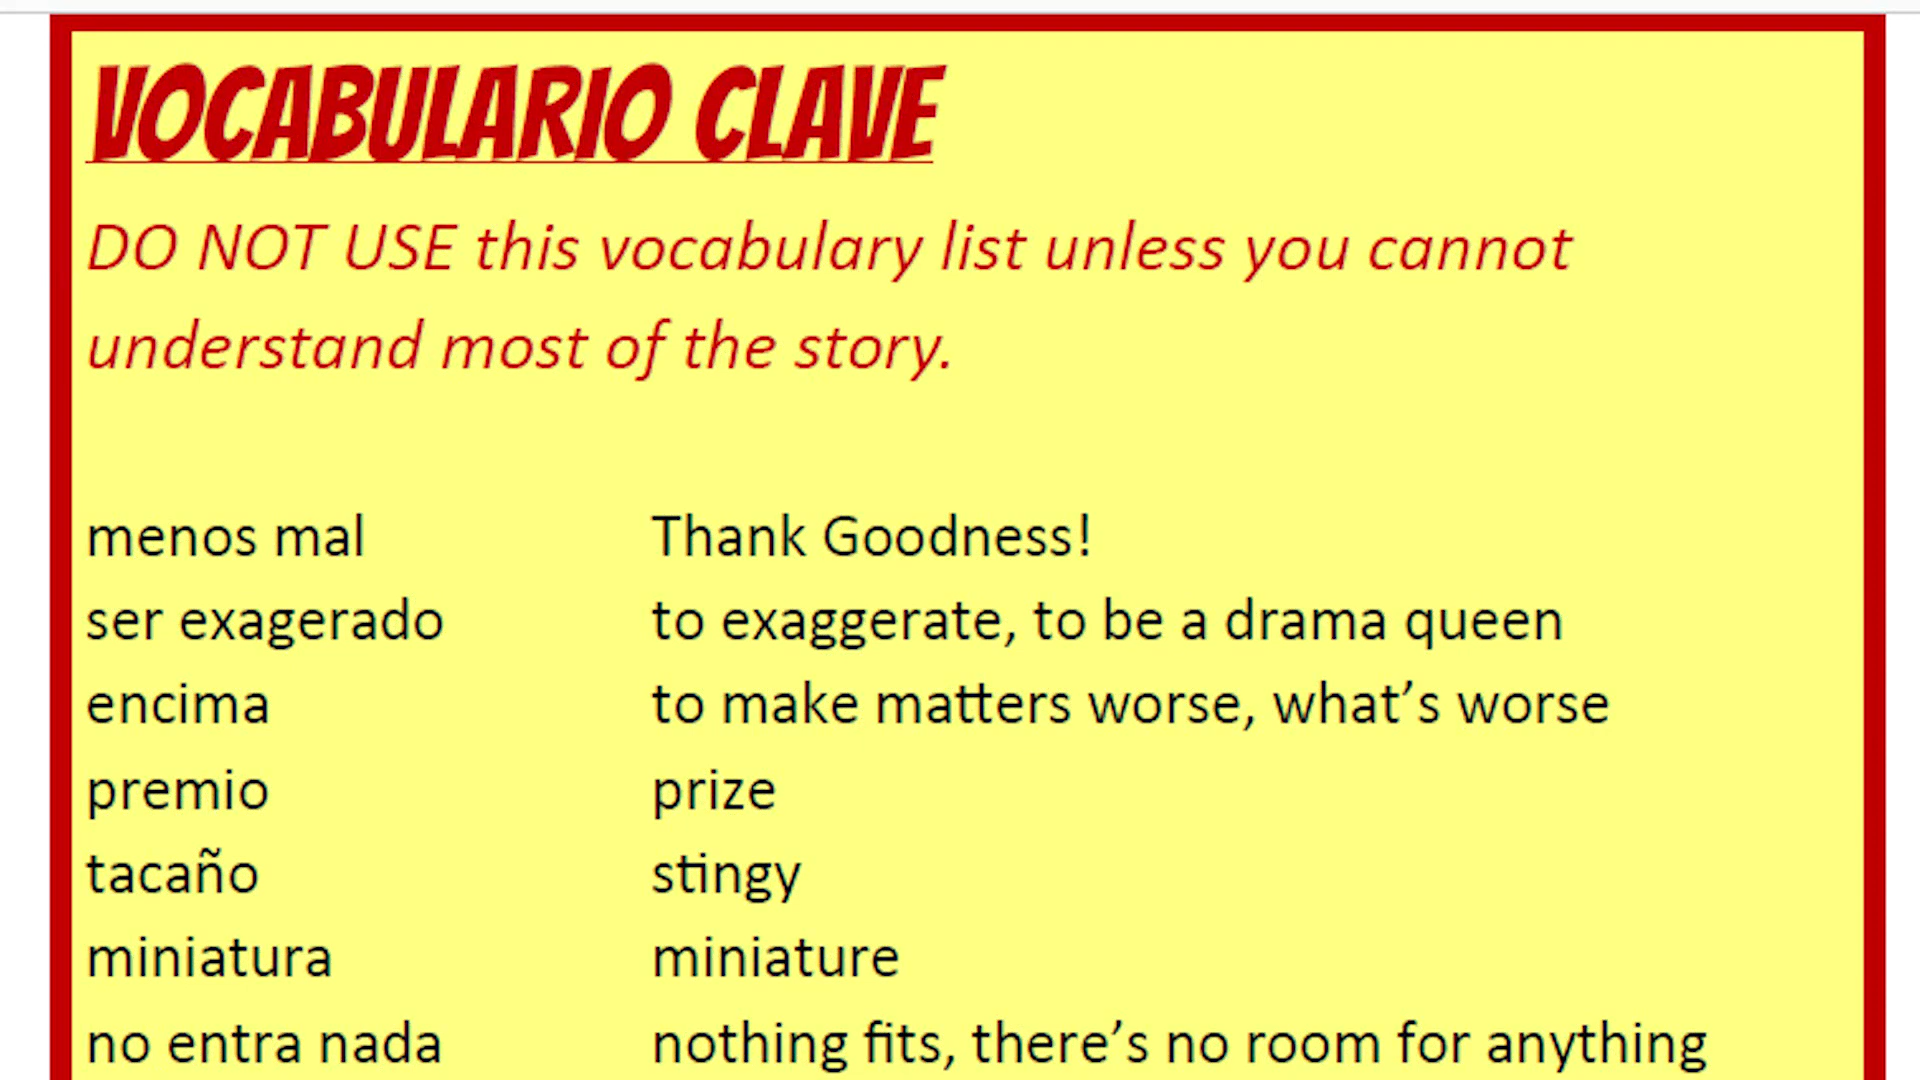 VOCABULARIO CLAVE
DO NOT USE this vocabulary list unless you cannot
understand most of the story.
menos mal Thank Goodness!
ser exagerado to exaggerate, to be a drama queen
encima to make matters worse, what’s worse
premio prize
tacaño stingy
miniatura miniature
no entra nada nothing fits, there’s no room for anything